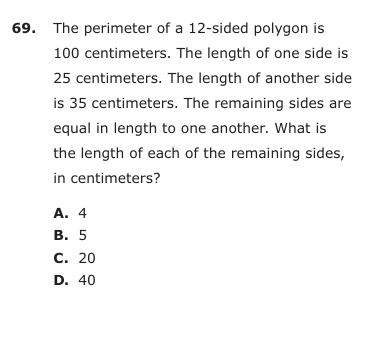 69. The perimeter of a 12-sided polygon is
100 centimeters. The length of one side is
25 centimeters. The length of another side
is 35 centimeters. The remaining sides are
equal in length to one another. What is
the length of each of the remaining sides,
in centimeters?
A. 4
B. 5
C. 20
D. 40